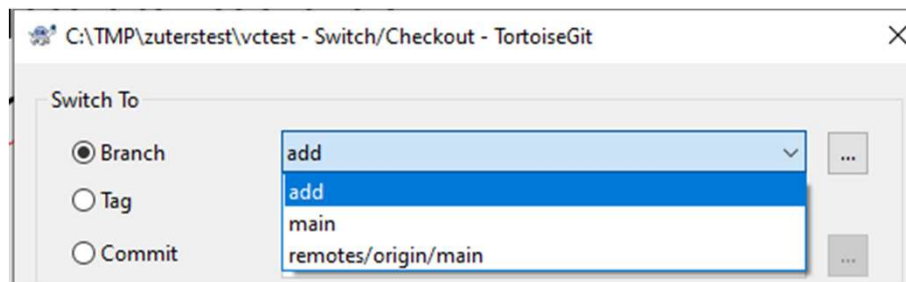 C:\TMP\zuterstest\vctest - Switch/Checkout - TortoiseGit
Switch To
Branch
add
...
add
Tag
main
Commit
remotes/origin/main
...